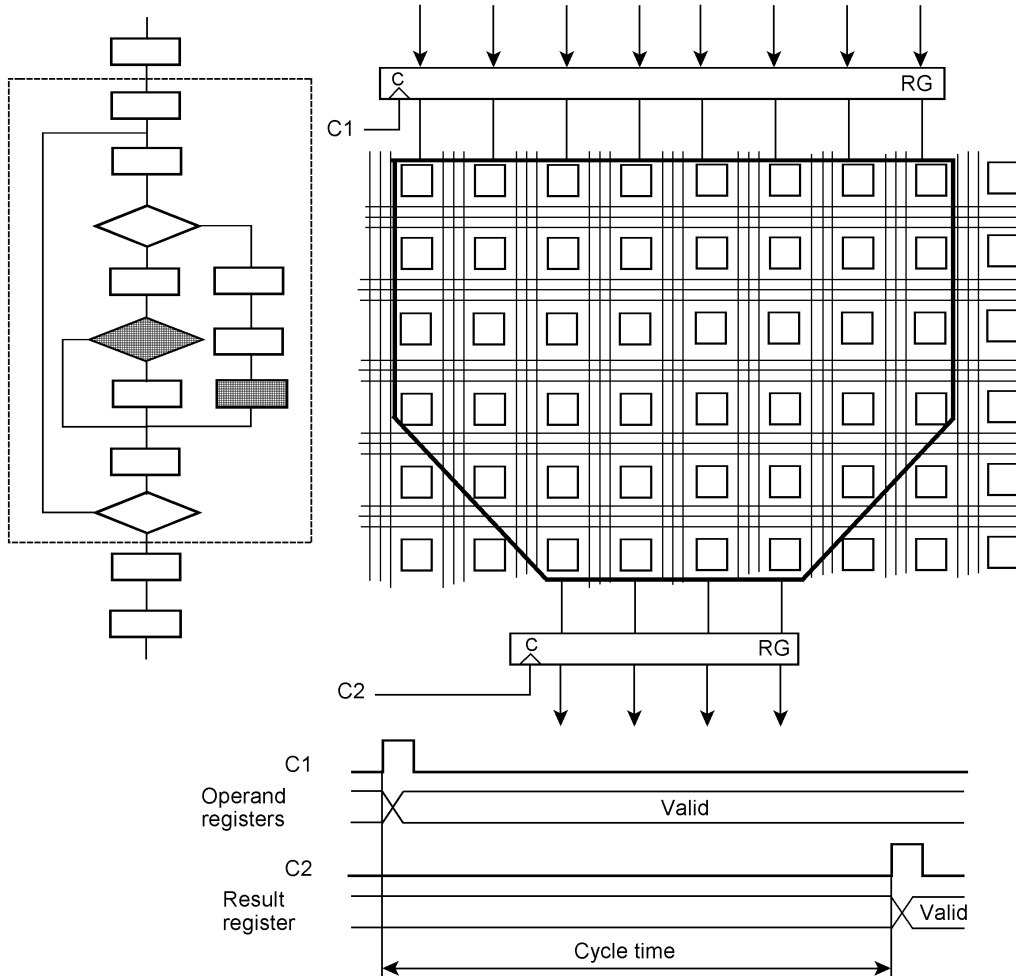 C RG
C1
C RG
C2
C1
Operand
registers
Valid
C2
Result
register
Valid
Cycle time